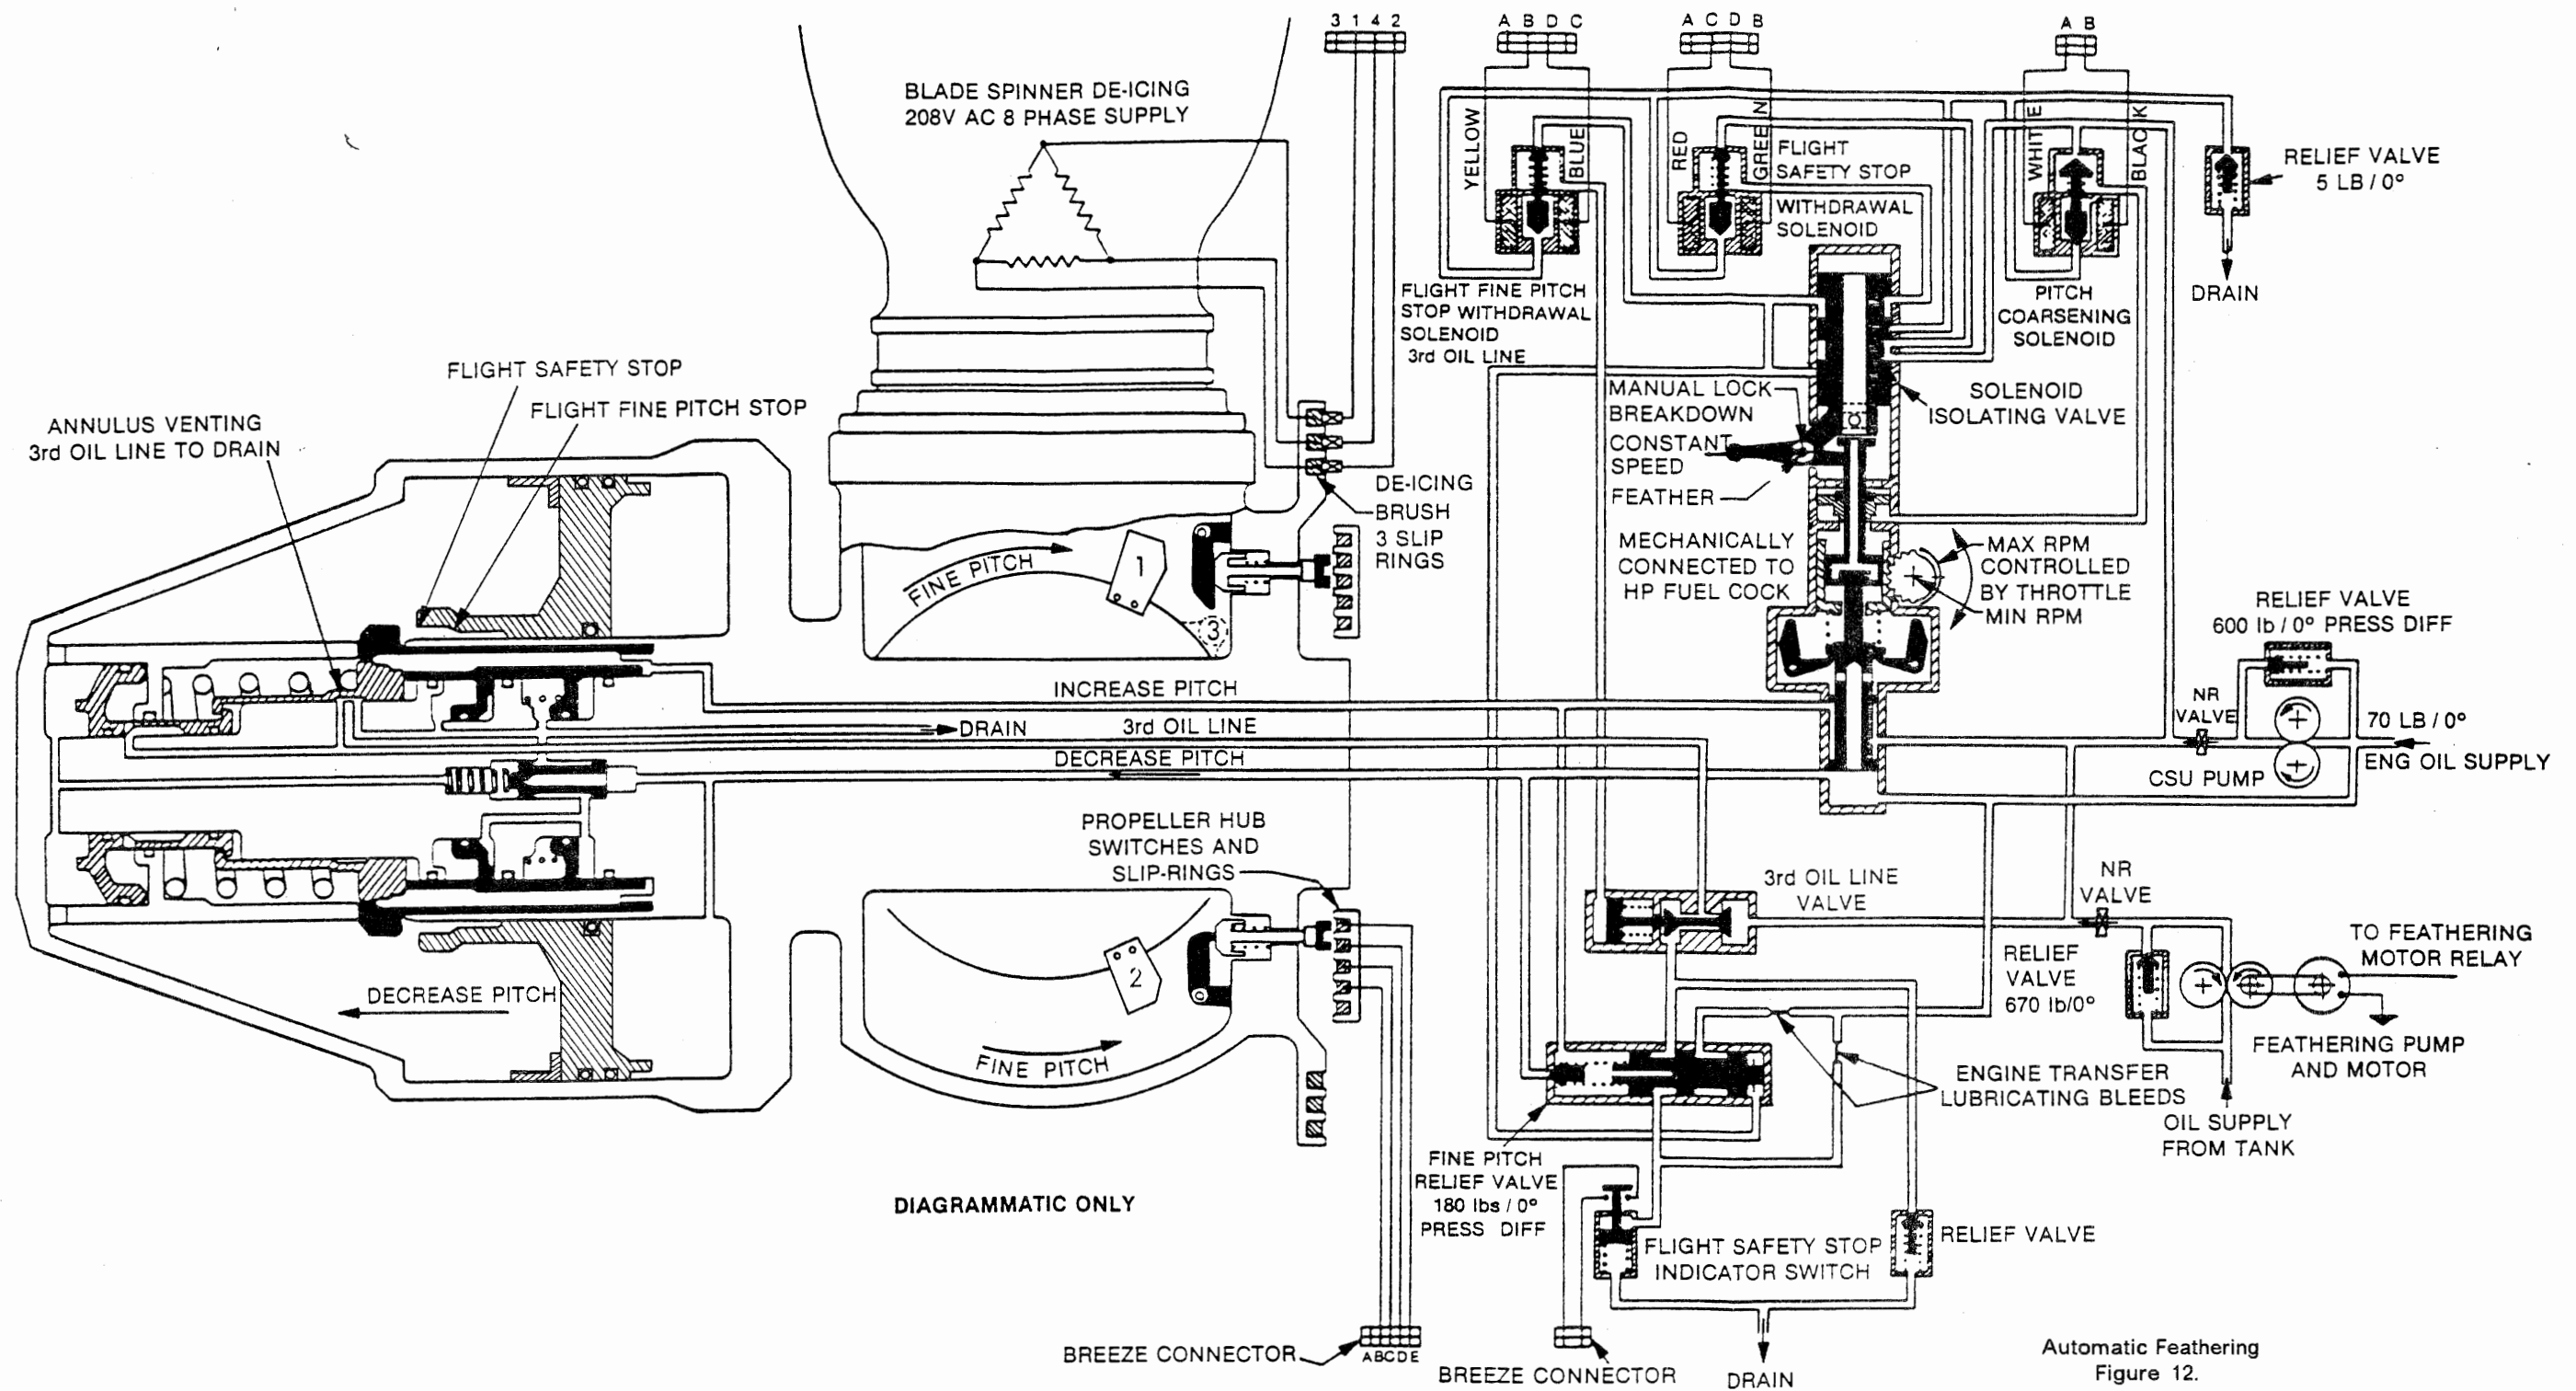 3 1 4 2
A B D C
A C D B
A B
BLADE SPINNER DE-ICING
208V AC 8 PHASE SUPPLY
YELLOW
BLUE
RED
GREEN
WHITE
BLACK
FLIGHT
SAFETY STOP
WITHDRAWAL
SOLENOID
RELIEF VALVE
5 LB / 0°
DRAIN
FLIGHT FINE PITCH
STOP WITHDRAWAL
SOLENOID
3rd OIL LINE
PITCH
COARSENING
SOLENOID
FLIGHT SAFETY STOP
FLIGHT FINE PITCH STOP
ANNULUS VENTING
3rd OIL LINE TO DRAIN
MANUAL LOCK
BREAKDOWN
CONSTANT
SPEED
FEATHER
SOLENOID
ISOLATING VALVE
DE-ICING
BRUSH
3 SLIP
RINGS
MECHANICALLY
CONNECTED TO
HP FUEL COCK
MAX RPM
CONTROLLED
BY THROTTLE
MIN RPM
FINE PITCH
1
3
RELIEF VALVE
600 lb / 0° PRESS DIFF
INCREASE PITCH
DRAIN
3rd OIL LINE
DECREASE PITCH
NR
VALVE
70 LB / 0°
ENG OIL SUPPLY
CSU PUMP
PROPELLER HUB
SWITCHES AND
SLIP-RINGS
3rd OIL LINE
VALVE
NR
VALVE
RELIEF
VALVE
670 lb/0°
TO FEATHERING
MOTOR RELAY
2
DECREASE PITCH
FINE PITCH
FEATHERING PUMP
AND MOTOR
ENGINE TRANSFER
LUBRICATING BLEEDS
OIL SUPPLY
FROM TANK
FINE PITCH
RELIEF VALVE
180 lbs / 0°
PRESS DIFF
DIAGRAMMATIC ONLY
FLIGHT SAFETY STOP
INDICATOR SWITCH
RELIEF VALVE
BREEZE CONNECTOR
ABCDE
BREEZE CONNECTOR
DRAIN
Automatic Feathering
Figure 12.